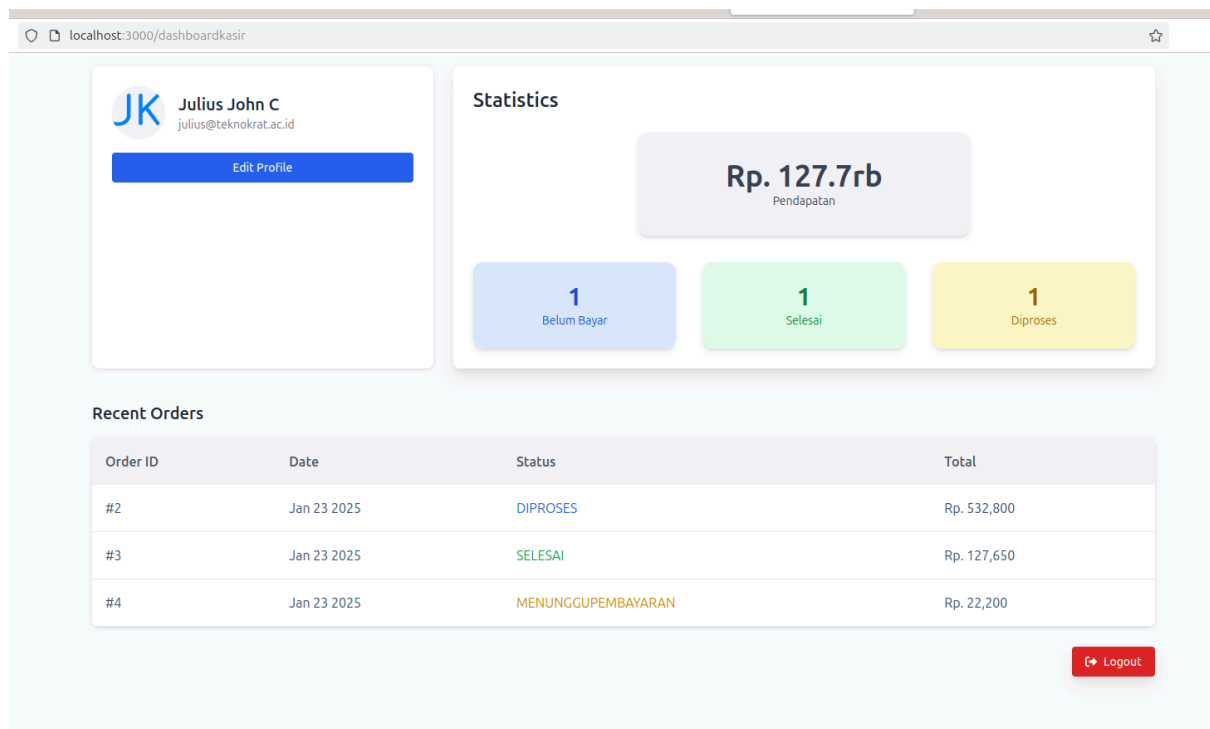 localhost:3000/dashboardkasir
JK
Julius John C
julius@teknokrat.ac.id
Edit Profile
Statistics
Rp. 127.7rb
Pendapatan
1
Belum Bayar
1
Selesai
1
Diproses
Recent Orders
Order ID Date Status Total
#2 Jan 23 2025 DIPROSES Rp. 532,800
#3 Jan 23 2025 SELESAI Rp. 127,650
#4 Jan 23 2025 MENUNGGUPEMBAYARAN Rp. 22,200
Logout